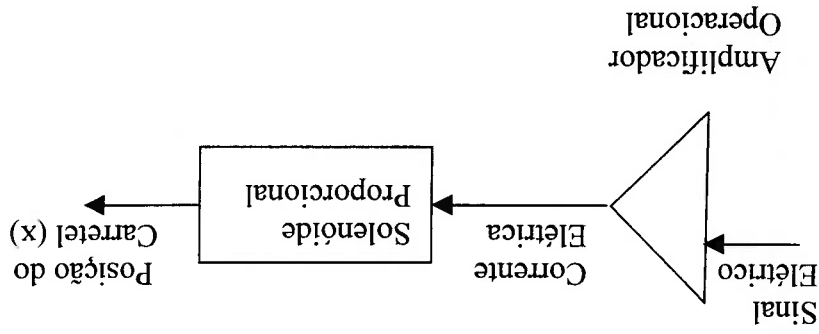 Sinal
Elétrico
Corrente
Elétrica
Solenóide
Proporcional
Posição do
Carretel (x)
Amplificador
Operacional